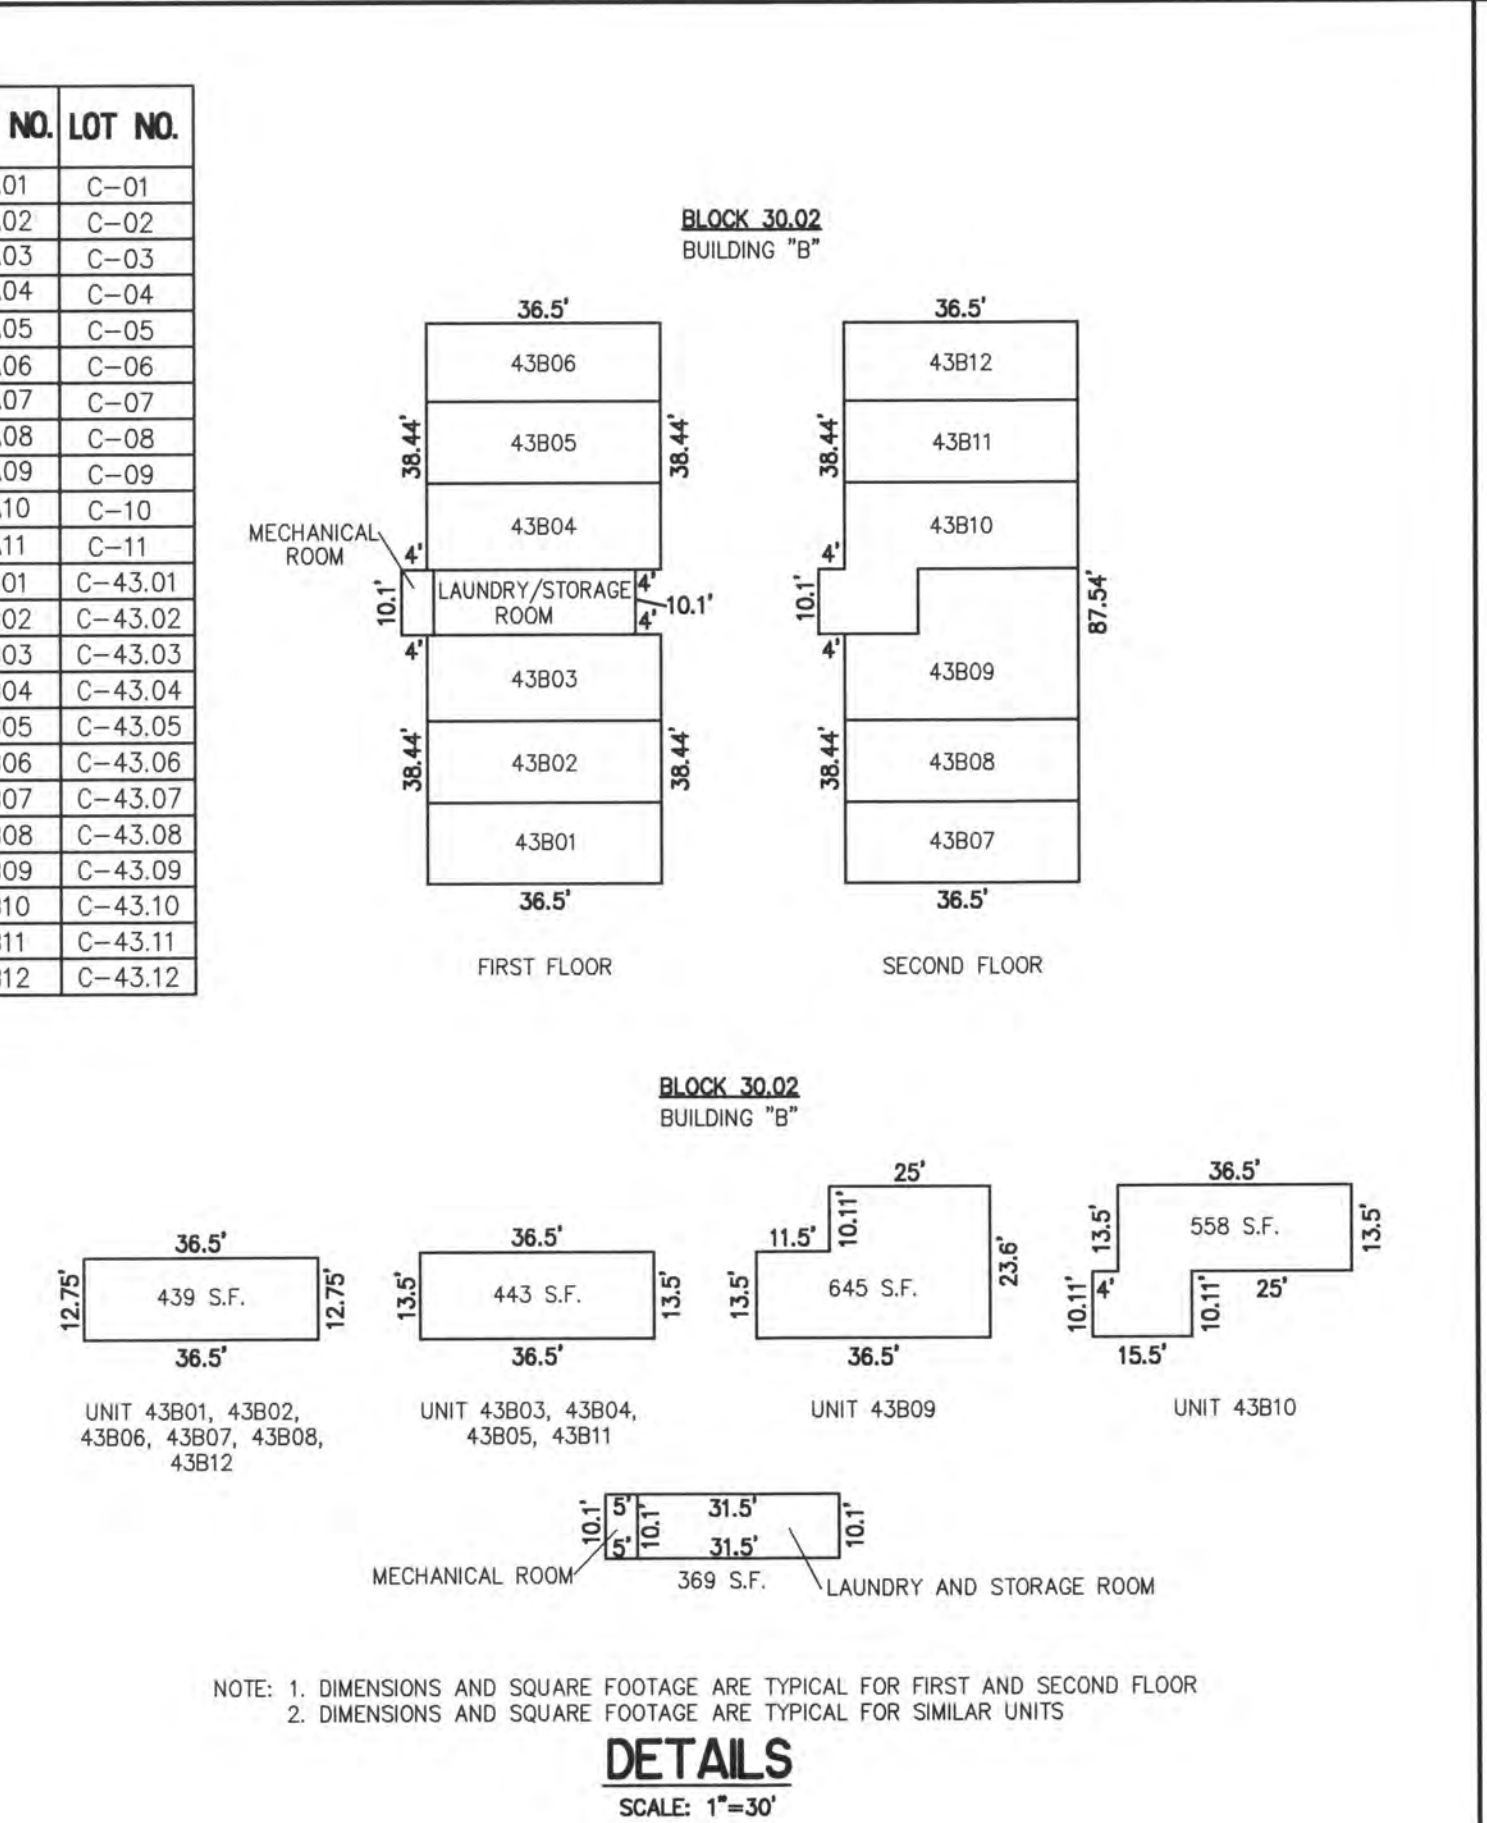 NO. LOT NO.
01 C-01
02 C-02
03 C-03
04 C-04
05 C-05
06 C-06
07 C-07
08 C-08
09 C-09
10 C-10
11 C-11
01 C-43.01
02 C-43.02
03 C-43.03
04 C-43.04
05 C-43.05
06 C-43.06
07 C-43.07
08 C-43.08
09 C-43.09
10 C-43.10
11 C-43.11
12 C-43.12
BLOCK 30.02
BUILDING "B"
36.5'
43B06
38.44'
43B05
38.44'
43B04
MECHANICAL
ROOM
4'
10.1'
LAUNDRY/STORAGE
ROOM
4'
10.1'
4'
4'
43B03
38.44'
43B02
38.44'
43B01
36.5'
FIRST FLOOR
36.5'
43B12
38.44'
43B11
43B10
4'
10.1'
87.54'
4'
43B09
38.44'
43B08
43B07
36.5'
SECOND FLOOR
BLOCK 30.02
BUILDING "B"
36.5'
12.75'
439 S.F.
12.75'
36.5'
UNIT 43B01, 43B02,
43B06, 43B07, 43B08,
43B12
36.5'
13.5'
443 S.F.
13.5'
36.5'
UNIT 43B03, 43B04,
43B05, 43B11
25'
10.11'
11.5'
13.5'
645 S.F.
23.6'
36.5'
UNIT 43B09
36.5'
13.5'
558 S.F.
13.5'
10.11'
4'
10.11'
25'
15.5'
UNIT 43B10
10.1'
5'
10.1'
31.5'
10.1'
5'
31.5'
MECHANICAL ROOM
369 S.F.
LAUNDRY AND STORAGE ROOM
NOTE: 1. DIMENSIONS AND SQUARE FOOTAGE ARE TYPICAL FOR FIRST AND SECOND FLOOR
2. DIMENSIONS AND SQUARE FOOTAGE ARE TYPICAL FOR SIMILAR UNITS
DETAILS
SCALE: 1"=30'